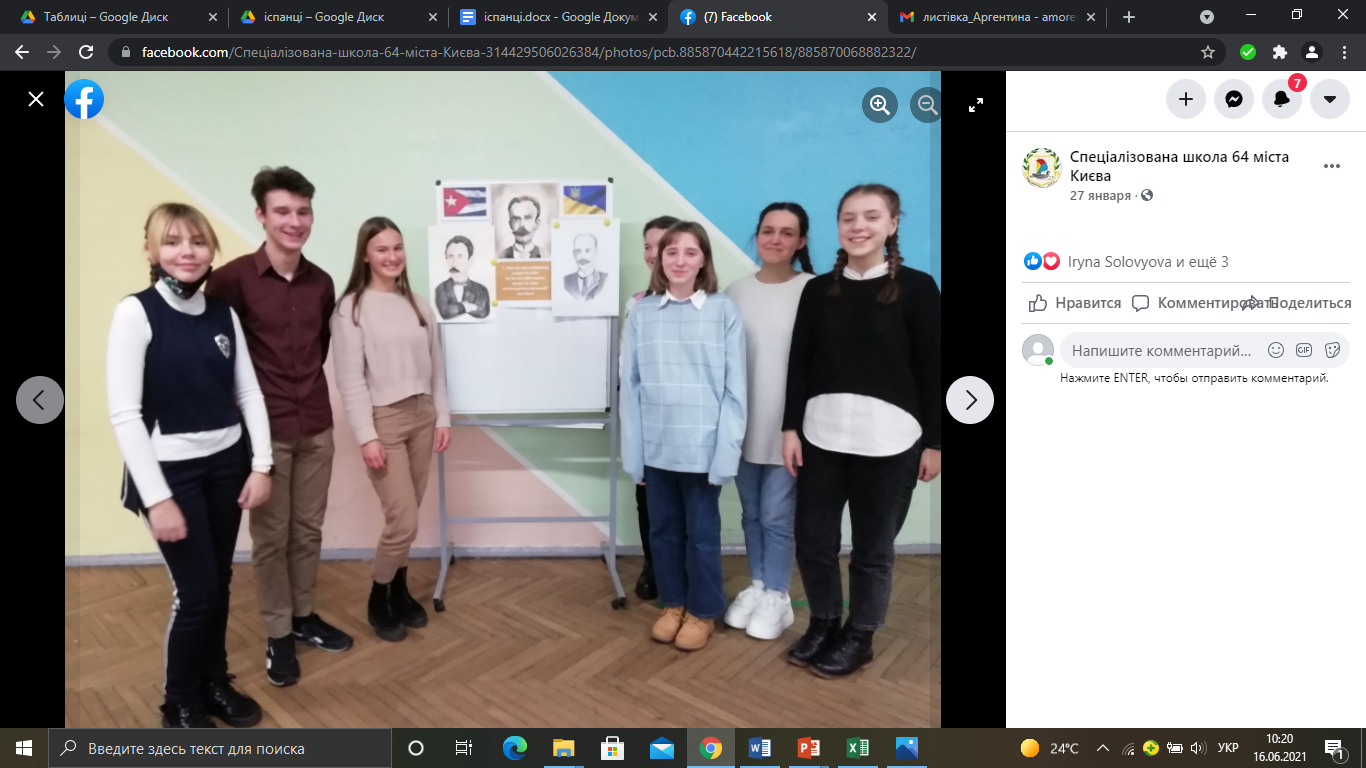 Таблиці – Google Диск
іспанці – Google Диск
іспанці.docx - Google Докум
(7) Facebook
листівка_Аргентина - amore
facebook.com/Спеціалізована-школа-64-міста-Києва-314429506026384/photos/pcb.885870442215618/885870068882322/
7
Спеціалізована школа 64 міста
Києва
27 января ·
Iryna Solovyova и ещё 3
Нравится
Комментировать
Поделиться
Напишите комментарий...
GIF
Нажмите ENTER, чтобы отправить комментарий.
Введите здесь текст для поиска
24°C
УКР
10:20
16.06.2021
1